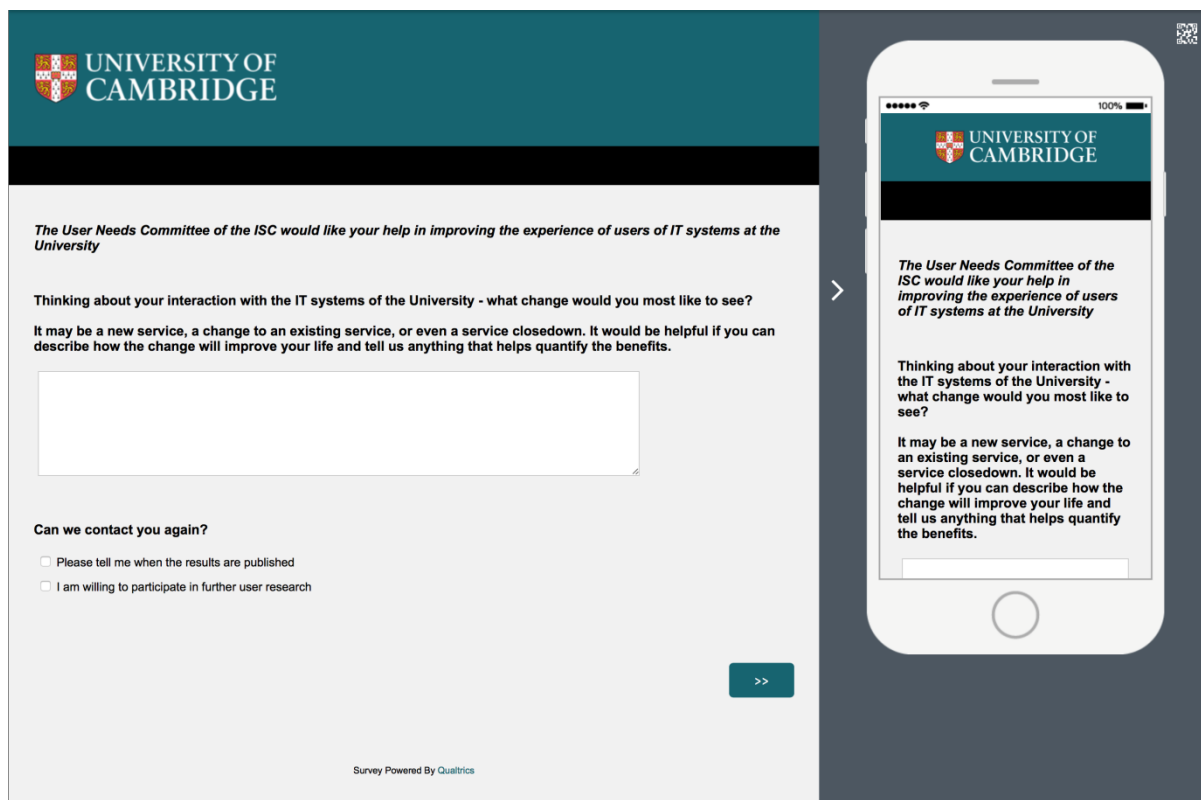 UNIVERSITY OF
CAMBRIDGE
The User Needs Committee of the ISC would like your help in improving the experience of users of IT systems at the
University
Thinking about your interaction with the IT systems of the University - what change would you most like to see?
It may be a new service, a change to an existing service, or even a service closedown. It would be helpful if you can
describe how the change will improve your life and tell us anything that helps quantify the benefits.
Can we contact you again?
Please tell me when the results are published
I am willing to participate in further user research
>>
Survey Powered By Qualtrics
100%
UNIVERSITY OF
CAMBRIDGE
The User Needs Committee of the
ISC would like your help in
improving the experience of users
of IT systems at the University
Thinking about your interaction with
the IT systems of the University -
what change would you most like to
see?
It may be a new service, a change to
an existing service, or even a
service closedown. It would be
helpful if you can describe how the
change will improve your life and
tell us anything that helps quantify
the benefits.